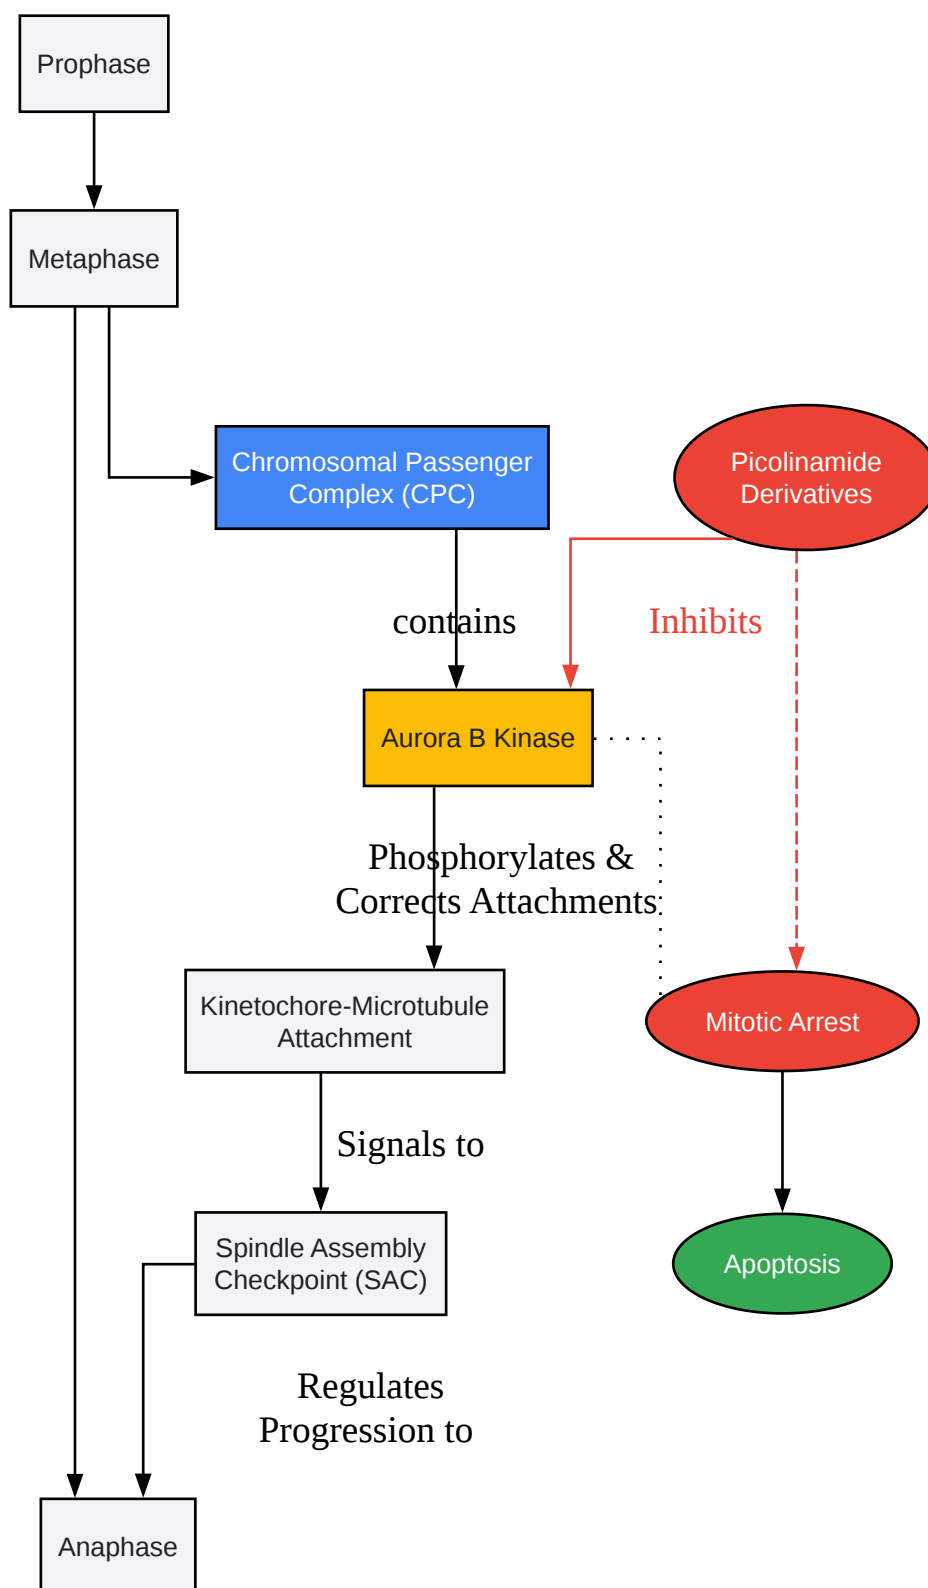 Prophase
Metaphase
Chromosomal Passenger
Complex (CPC)
Picolinamide
Derivatives
contains
Inhibits
Aurora B Kinase
Phosphorylates &
Corrects Attachments
Kinetochore-Microtubule
Attachment
Mitotic Arrest
Signals to
Spindle Assembly
Checkpoint (SAC)
Apoptosis
Regulates
Progression to
Anaphase